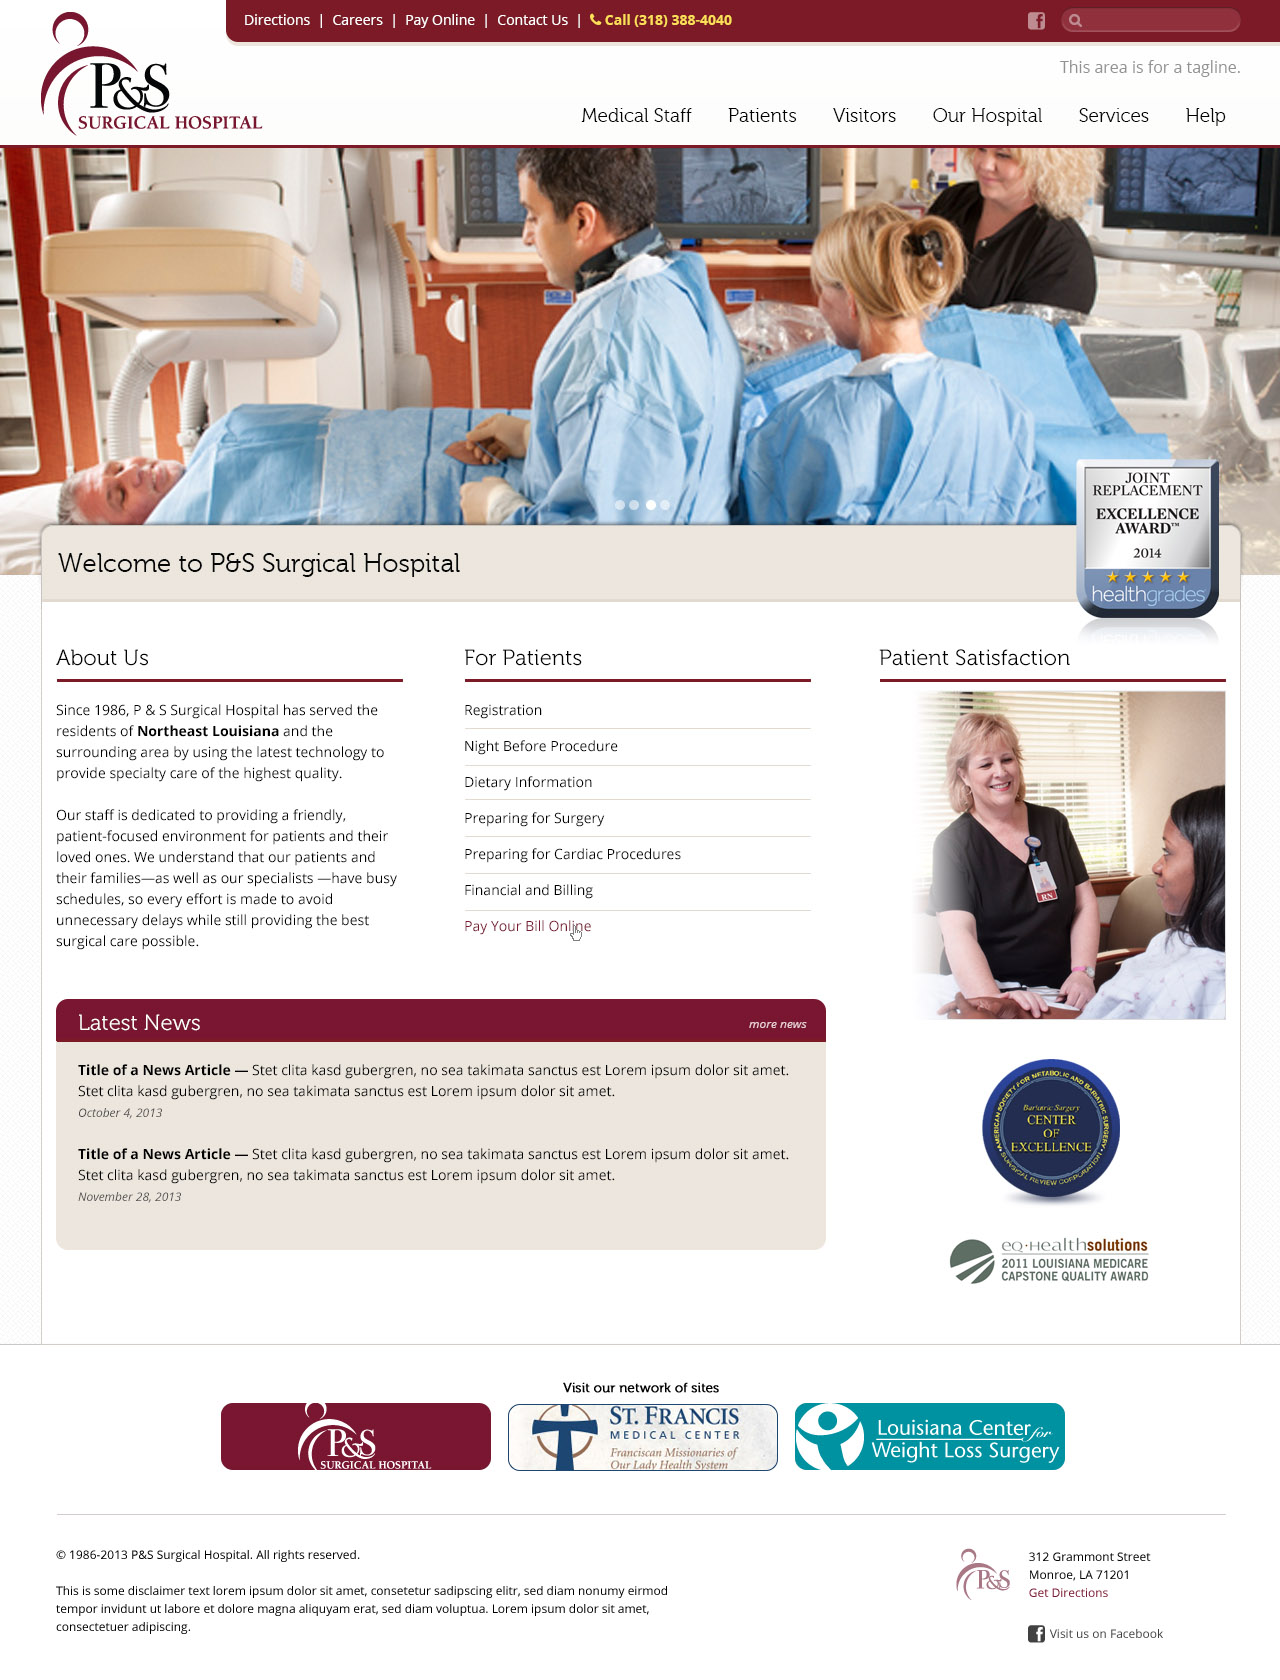 Directions | Careers | Pay Online | Contact Us | Call (318) 388-4040
P&S
SURGICAL HOSPITAL
This area is for a tagline.
Medical Staff Patients Visitors Our Hospital Services Help
JOINT
REPLACEMENT
EXCELLENCE
AWARD™
2014
healthgrades
Welcome to P&S Surgical Hospital
About Us
Since 1986, P & S Surgical Hospital has served the
residents of Northeast Louisiana and the
surrounding area by using the latest technology to
provide specialty care of the highest quality.
Our staff is dedicated to providing a friendly,
patient-focused environment for patients and their
loved ones. We understand that our patients and
their families—as well as our specialists —have busy
schedules, so every effort is made to avoid
unnecessary delays while still providing the best
surgical care possible.
For Patients
Registration
Night Before Procedure
Dietary Information
Preparing for Surgery
Preparing for Cardiac Procedures
Financial and Billing
Pay Your Bill Online
Patient Satisfaction
RN
Latest News
more news
Title of a News Article — Stet clita kasd gubergren, no sea takimata sanctus est Lorem ipsum dolor sit amet.
Stet clita kasd gubergren, no sea takimata sanctus est Lorem ipsum dolor sit amet.
October 4, 2013
Title of a News Article — Stet clita kasd gubergren, no sea takimata sanctus est Lorem ipsum dolor sit amet.
Stet clita kasd gubergren, no sea takimata sanctus est Lorem ipsum dolor sit amet.
November 28, 2013
AMERICAN SOCIETY FOR METABOLIC AND BARIATRIC SURGERY
Bariatric Surgery
CENTER
OF
EXCELLENCE
SURGICAL REVIEW CORPORATION
eQ·Healthsolutions
2011 LOUISIANA MEDICARE
CAPSTONE QUALITY AWARD
Visit our network of sites
P&S
SURGICAL HOSPITAL
ST. FRANCIS
MEDICAL CENTER
Franciscan Missionaries of
Our Lady Health System
Louisiana Center for
Weight Loss Surgery
© 1986-2013 P&S Surgical Hospital. All rights reserved.
This is some disclaimer text lorem ipsum dolor sit amet, consetetur sadipscing elitr, sed diam nonumy eirmod
tempor invidunt ut labore et dolore magna aliquyam erat, sed diam voluptua. Lorem ipsum dolor sit amet,
consectetuer adipiscing.
P&S
312 Grammont Street
Monroe, LA 71201
Get Directions
Visit us on Facebook